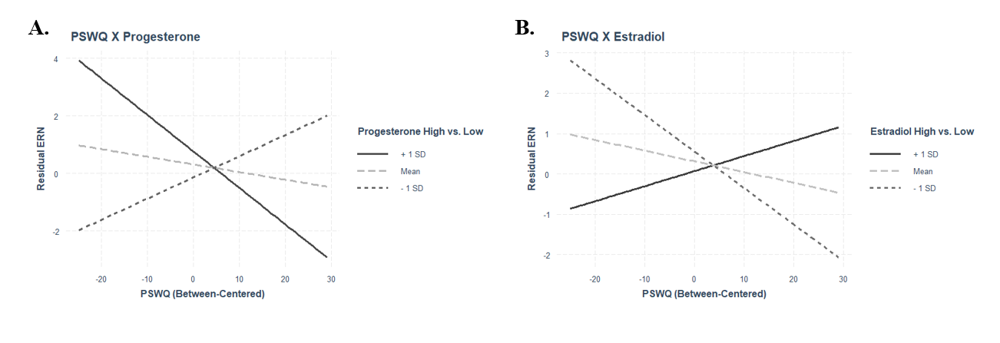 A.
PSWQ X Progesterone
4
2
0
-2
-20
-10
0
10
20
30
Residual ERN
PSWQ (Between-Centered)
Progesterone High vs. Low
+ 1 SD
Mean
- 1 SD
B.
PSWQ X Estradiol
3
2
1
0
-1
-2
-20
-10
0
10
20
30
Residual ERN
PSWQ (Between-Centered)
Estradiol High vs. Low
+ 1 SD
Mean
- 1 SD